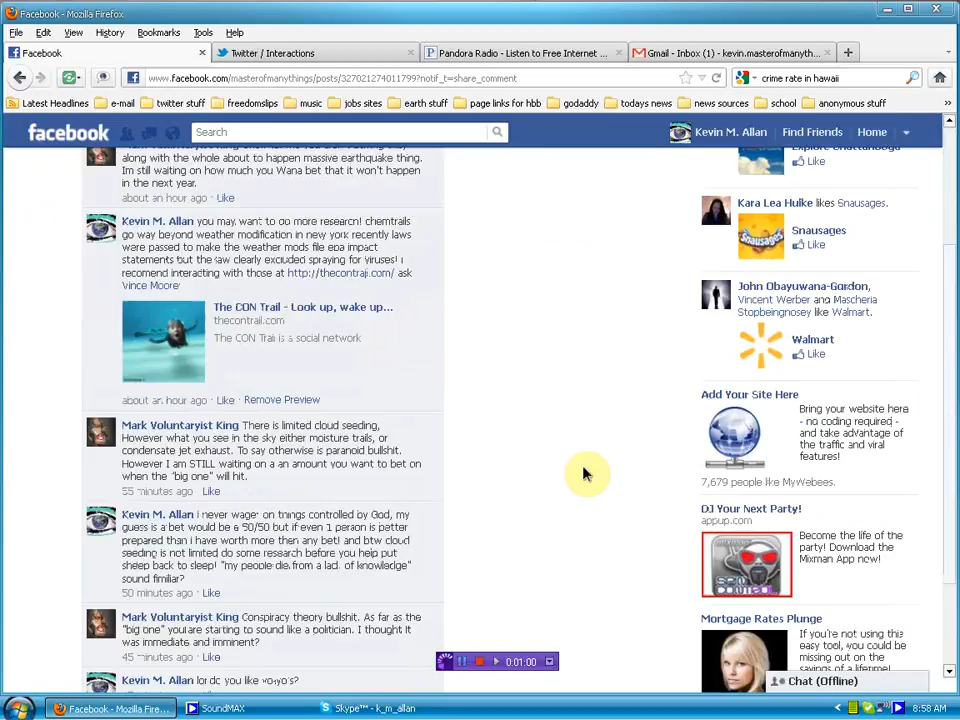 Facebook - Mozilla Firefox
File Edit View History Bookmarks Tools Help
Facebook
Twitter / Interactions
Pandora Radio - Listen to Free Internet ...
Gmail - Inbox (1) - kevin.masterofmanyth...
www.facebook.com/masterofmanythings/posts/327021274011799?notif_t=share_comment
crime rate in hawaii
Latest Headlines e-mail twitter stuff freedomslips music jobs sites earth stuff page links for hbb godaddy todays news news sources school anonymous stuff
facebook
Search
Kevin M. Allan Find Friends Home
along with the whole about to happen massive earthquake thing.
Im still waiting on how much you Wana bet that it won't happen
in the next year.
about an hour ago · Like
Kevin M. Allan you may want to do more research! chemtrails
go way beyond weather modification in new york recently laws
were passed to make the weather mods file epa impact
statements but the law clearly excluded spraying for viruses! i
recomend interacting with those at http://thecontrail.com/ ask
Vince Moore
The CON Trail - Look up, wake up...
thecontrail.com
The CON Trail is a social network
about an hour ago · Like · Remove Preview
Mark Voluntaryist King There is limited cloud seeding,
However what you see in the sky either moisture trails, or
condensate jet exhaust. To say otherwise is paranoid bullshit.
However I am STILL waiting on a an amount you want to bet on
when the "big one" will hit.
55 minutes ago · Like
Kevin M. Allan i never wager on things controlled by God, my
guess is a bet would be a 50/50 but if even 1 person is better
prepared than i have worth more then any bet! and btw cloud
seeding is not limited do some research before you help put
sheep back to sleep! "my people die from a lack of knowledge"
sound fimiliar?
50 minutes ago · Like
Mark Voluntaryist King Conspiracy theory bullshit. As far as the
"big one" you are starting to sound like a politician. I thought it
was immediate and imminent?
45 minutes ago · Like
Kevin M. Allan lol do you like yo-yo's?
Explore Chattanooga
Like
Kara Lea Hulke likes Snausages.
Snausages
Like
John Obayuwana-Gordon,
Vincent Werber and Mascheria
Stopbeingnosey like Walmart.
Walmart
Like
Add Your Site Here
Bring your website here
- no coding required -
and take advantage of
the traffic and viral
features!
7,679 people like MyWebees.
DJ Your Next Party!
appup.com
Become the life of the
party! Download the
Mixman App now!
Mortgage Rates Plunge
If you're not using this
easy tool, you could be
missing out on the
savings of a lifetime!
Chat (Offline)
0:01:00
Facebook - Mozilla Fire...
SoundMAX
Skype™ - k_m_allan
8:58 AM